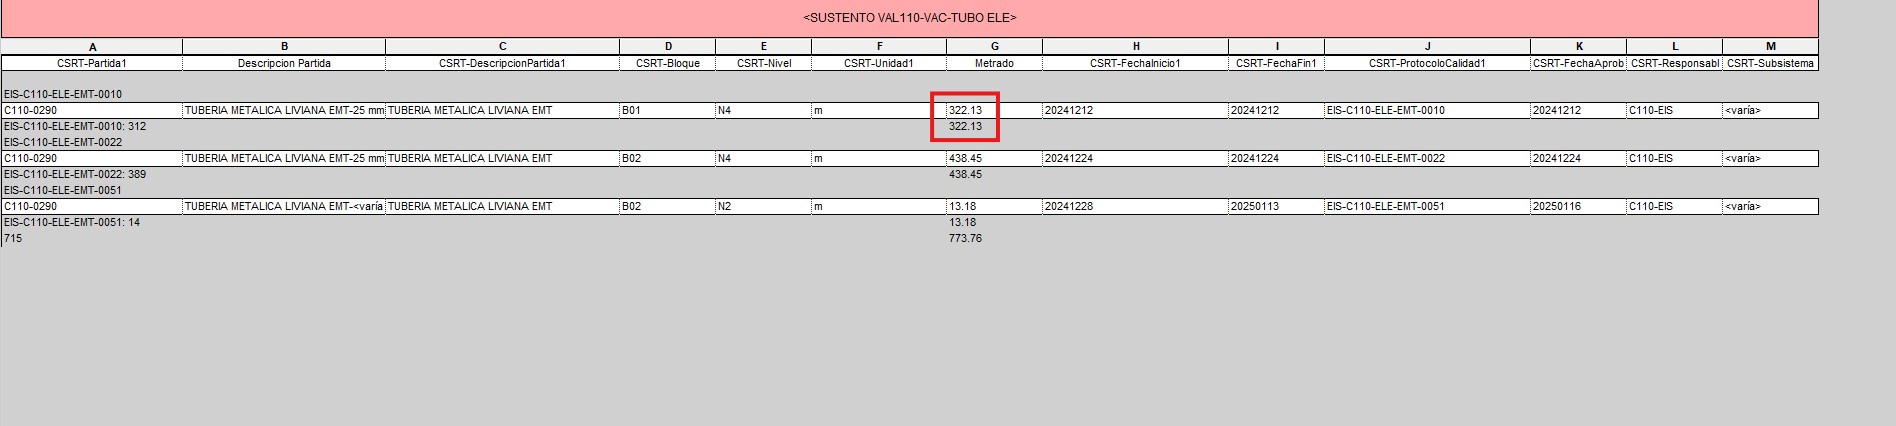 <SUSTENTO VAL110-VAC-TUBO ELE>
A B C D E F G H I J K L M
CSRT-Partida1 Descripcion Partida CSRT-DescripcionPartida1 CSRT-Bloque CSRT-Nivel CSRT-Unidad1 Metrado CSRT-FechaInicio1 CSRT-FechaFin1 CSRT-ProtocoloCalidad1 CSRT-FechaAprob CSRT-Responsabl CSRT-Subsistema
EIS-C110-ELE-EMT-0010
C110-0290 TUBERIA METALICA LIVIANA EMT-25 mm TUBERIA METALICA LIVIANA EMT B01 N4 m 322.13 20241212 20241212 EIS-C110-ELE-EMT-0010 20241212 C110-EIS <varía>
EIS-C110-ELE-EMT-0010: 312 322.13
EIS-C110-ELE-EMT-0022
C110-0290 TUBERIA METALICA LIVIANA EMT-25 mm TUBERIA METALICA LIVIANA EMT B02 N4 m 438.45 20241224 20241224 EIS-C110-ELE-EMT-0022 20241224 C110-EIS <varía>
EIS-C110-ELE-EMT-0022: 389 438.45
EIS-C110-ELE-EMT-0051
C110-0290 TUBERIA METALICA LIVIANA EMT-<varía TUBERIA METALICA LIVIANA EMT B02 N2 m 13.18 20241228 20250113 EIS-C110-ELE-EMT-0051 20250116 C110-EIS <varía>
EIS-C110-ELE-EMT-0051: 14 13.18
715 773.76